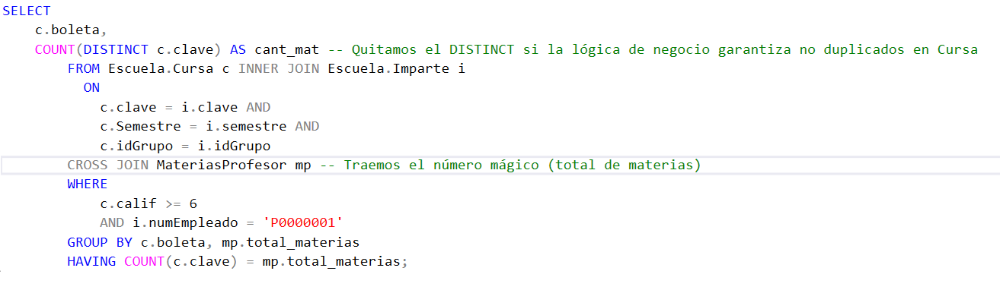 SELECT
c.boleta,
COUNT(DISTINCT c.clave) AS cant_mat -- Quitamos el DISTINCT si la lógica de negocio garantiza no duplicados en Cursa
FROM Escuela.Cursa c INNER JOIN Escuela.Imparte i
ON
c.clave = i.clave AND
c.Semestre = i.semestre AND
c.idGrupo = i.idGrupo
CROSS JOIN MateriasProfesor mp -- Traemos el número mágico (total de materias)
WHERE
c.calif >= 6
AND i.numEmpleado = 'P0000001'
GROUP BY c.boleta, mp.total_materias
HAVING COUNT(c.clave) = mp.total_materias;